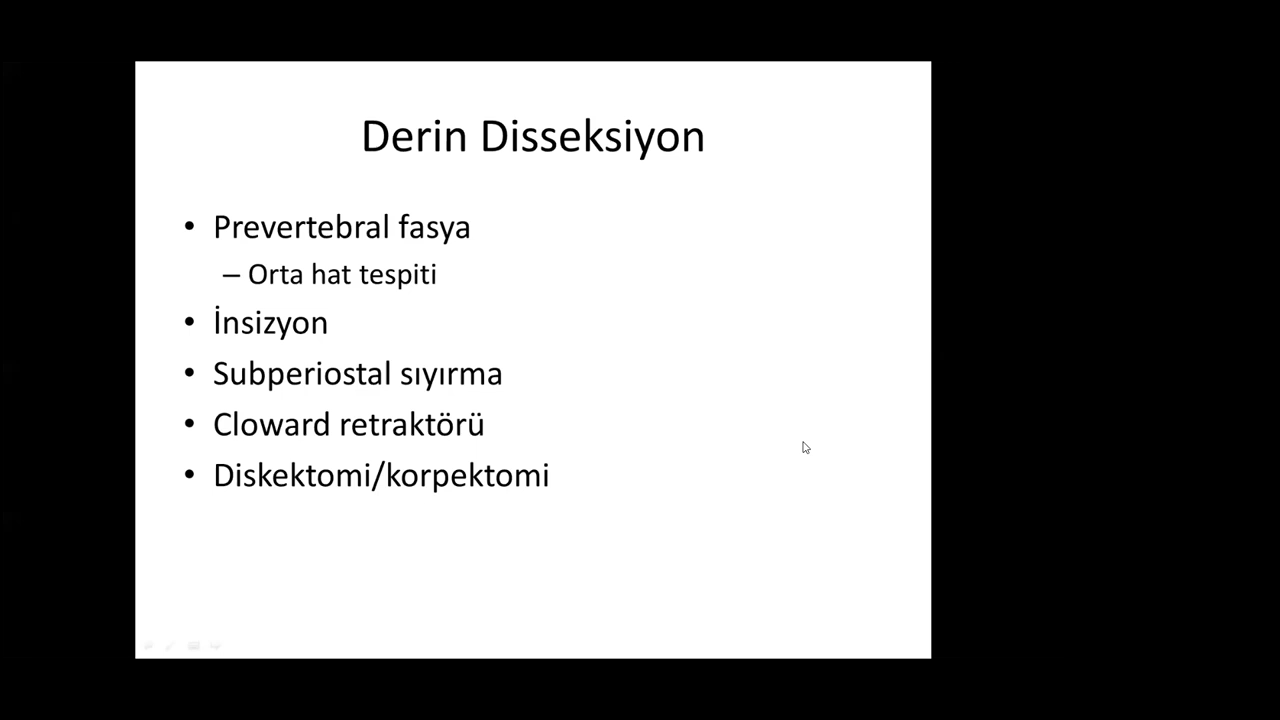 Derin Disseksiyon
• Prevertebral fasya
– Orta hat tespiti
• İnsizyon
• Subperiostal sıyırma
• Cloward retraktörü
• Diskektomi/korpektomi